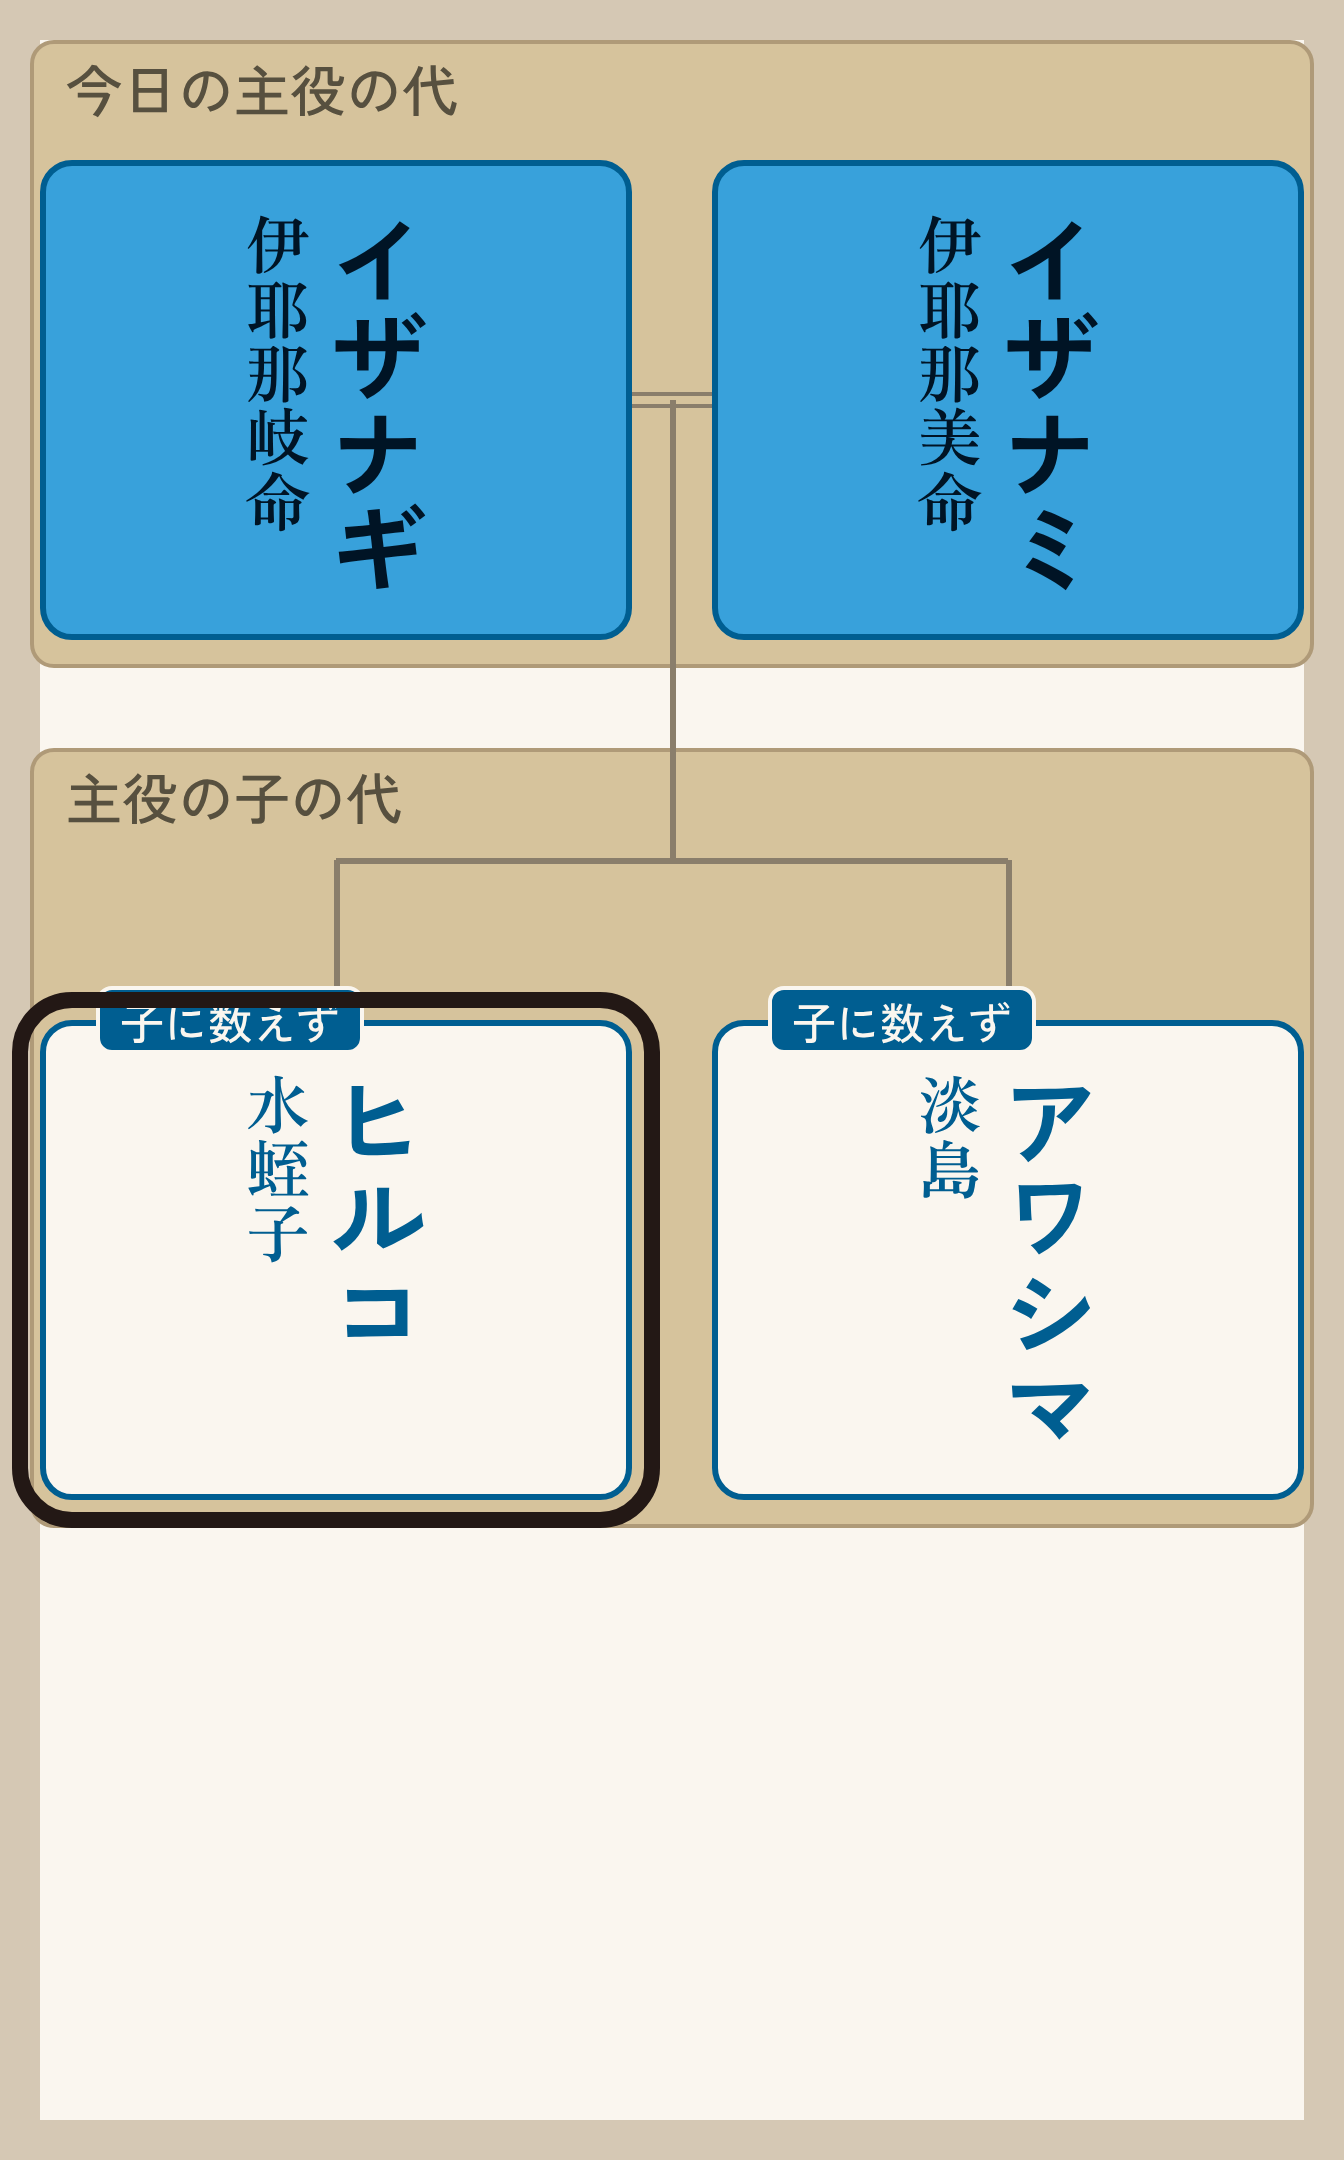 今日の主役の代
イザナギ
伊耶那岐命
イザナミ
伊耶那美命
主役の子の代
子に数えず
ヒルコ
水蛭子
子に数えず
アワシマ
淡島